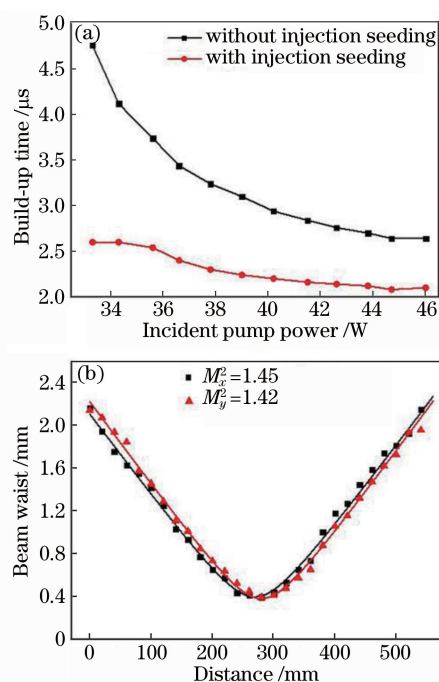 (a)
without injection seeding
with injection seeding
Build-up time /μs
5.0
4.5
4.0
3.5
3.0
2.5
2.0
34 36 38 40 42 44 46
Incident pump power /W
(b)
M²x=1.45
M²y=1.42
Beam waist /mm
2.4
2.0
1.6
1.2
0.8
0.4
0
0 100 200 300 400 500
Distance /mm